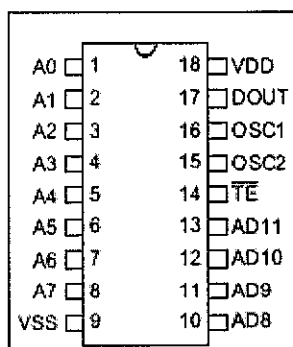 A0 1 18 VDD
A1 2 17 DOUT
A2 3 16 OSC1
A3 4 15 OSC2
A4 5 14 T̅E̅
A5 6 13 AD11
A6 7 12 AD10
A7 8 11 AD9
VSS 9 10 AD8